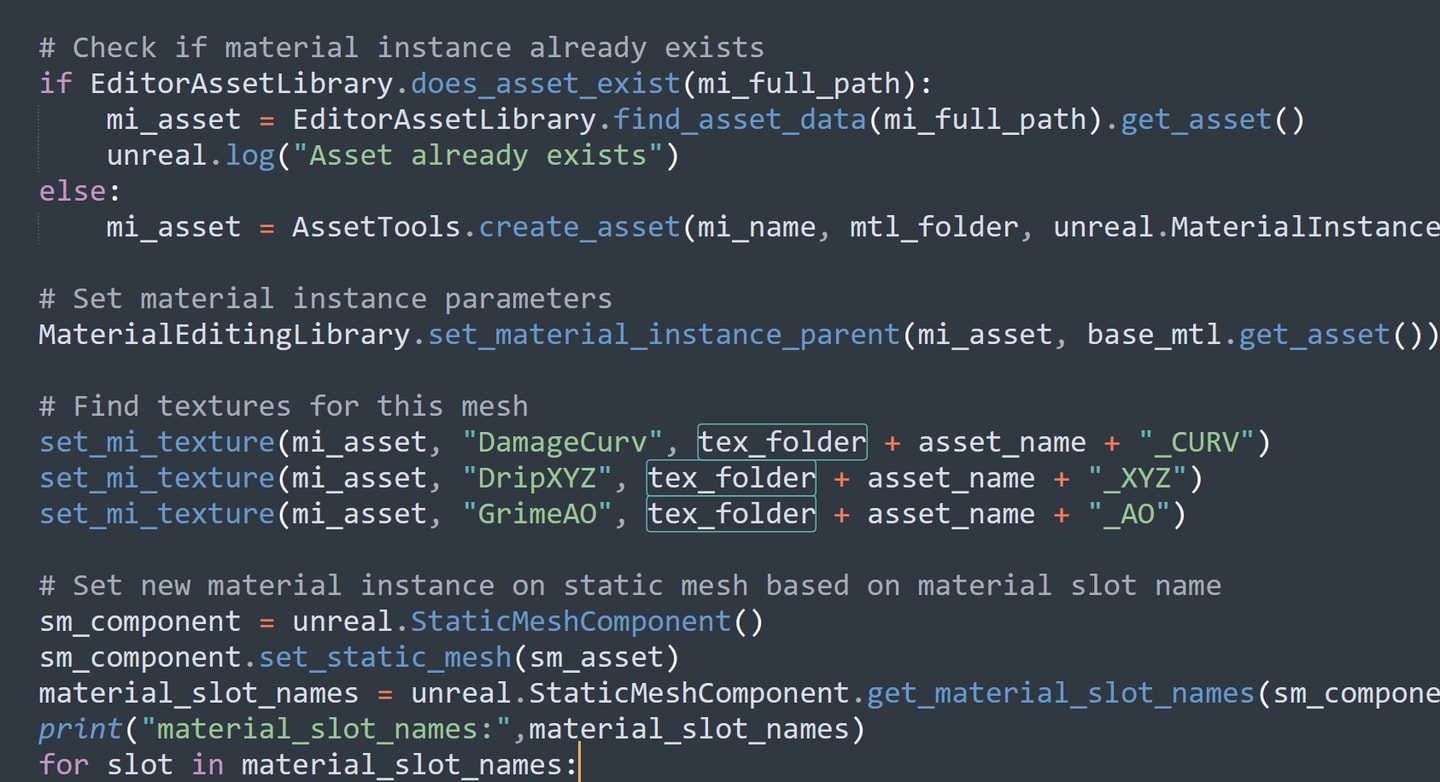 # Check if material instance already exists
if EditorAssetLibrary.does_asset_exist(mi_full_path):
    mi_asset = EditorAssetLibrary.find_asset_data(mi_full_path).get_asset()
    unreal.log("Asset already exists")
else:
    mi_asset = AssetTools.create_asset(mi_name, mtl_folder, unreal.MaterialInstance
# Set material instance parameters
MaterialEditingLibrary.set_material_instance_parent(mi_asset, base_mtl.get_asset())
# Find textures for this mesh
set_mi_texture(mi_asset, "DamageCurv", tex_folder + asset_name + "_CURV")
set_mi_texture(mi_asset, "DripXYZ", tex_folder + asset_name + "_XYZ")
set_mi_texture(mi_asset, "GrimeAO", tex_folder + asset_name + "_AO")
# Set new material instance on static mesh based on material slot name
sm_component = unreal.StaticMeshComponent()
sm_component.set_static_mesh(sm_asset)
material_slot_names = unreal.StaticMeshComponent.get_material_slot_names(sm_compone
print("material_slot_names:",material_slot_names)
for slot in material_slot_names: